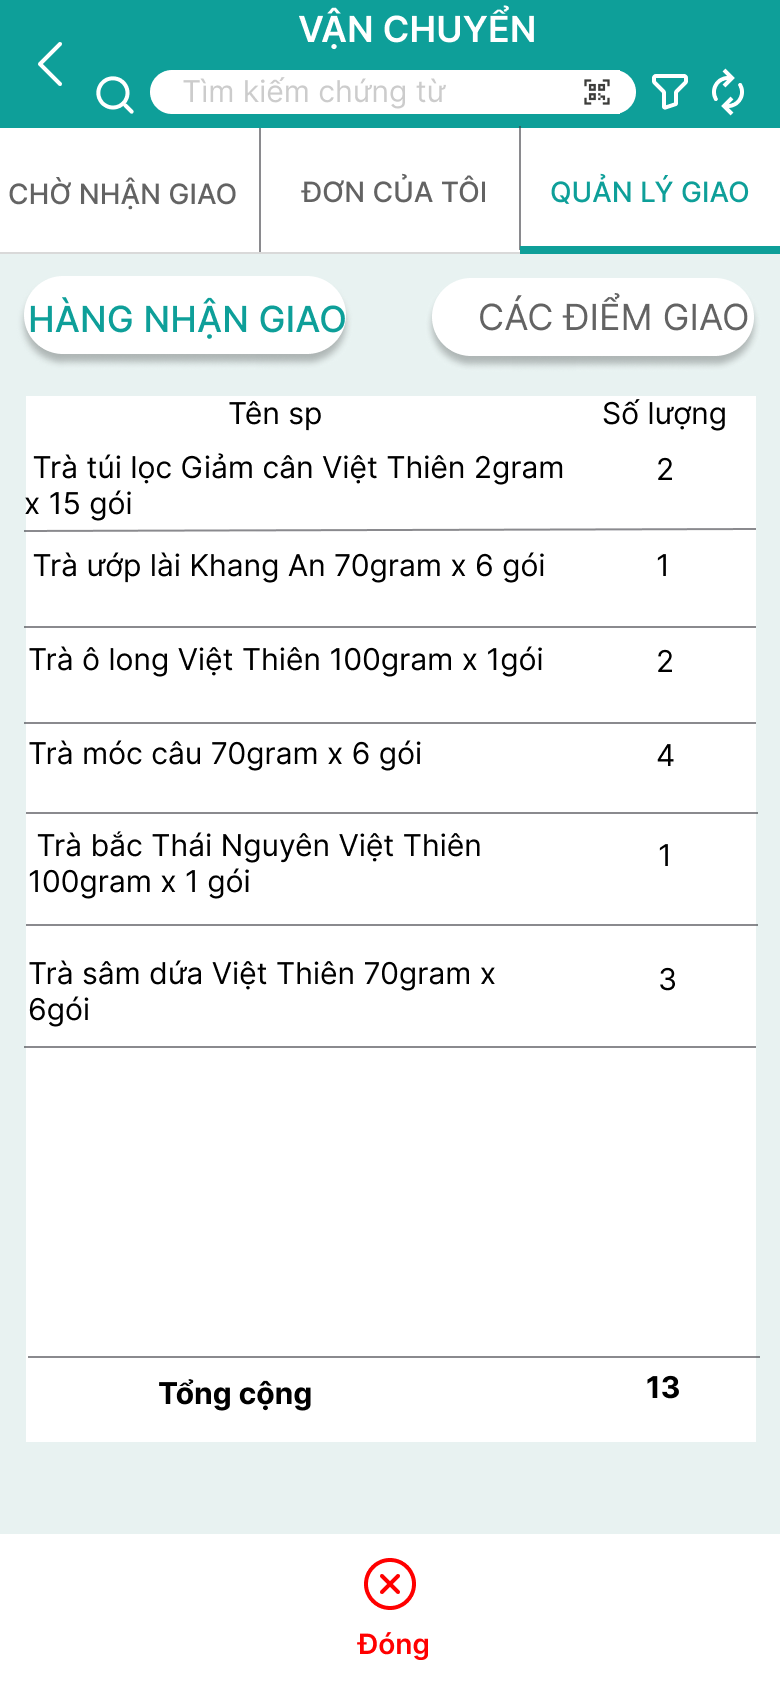 VẬN CHUYỂN
Tìm kiếm chứng từ
CHỜ NHẬN GIAO
ĐƠN CỦA TÔI
QUẢN LÝ GIAO
HÀNG NHẬN GIAO
CÁC ĐIỂM GIAO
Tên sp Số lượng
Trà túi lọc Giảm cân Việt Thiên 2gram 2
x 15 gói
Trà ướp lài Khang An 70gram x 6 gói 1
Trà ô long Việt Thiên 100gram x 1gói 2
Trà móc câu 70gram x 6 gói 4
Trà bắc Thái Nguyên Việt Thiên 1
100gram x 1 gói
Trà sâm dứa Việt Thiên 70gram x 3
6gói
Tổng cộng 13
Đóng